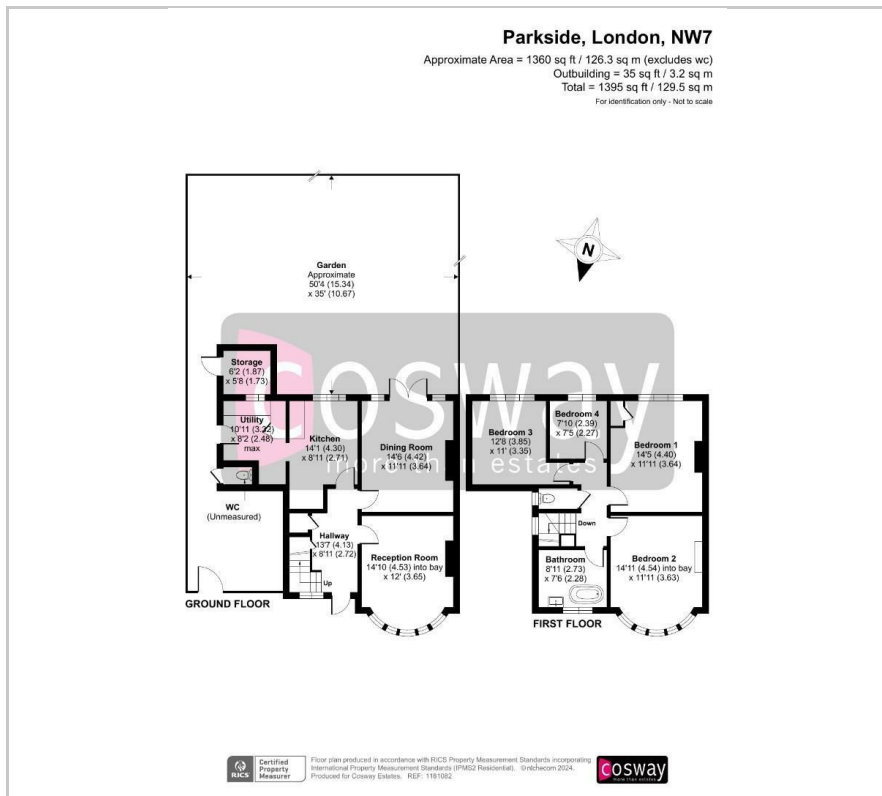 Parkside, London, NW7
Approximate Area = 1360 sq ft / 126.3 sq m (excludes wc)
Outbuilding = 35 sq ft / 3.2 sq m
Total = 1395 sq ft / 129.5 sq m
For identification only - Not to scale
Garden
Approximate
50'4 (15.34)
x 35' (10.67)
N
cosway
more than estates
Storage
6'2 (1.87)
x 5'8 (1.73)
Utility
10'11 (3.32)
x 8'2 (2.48)
max
Kitchen
14'1 (4.30)
x 8'11 (2.71)
Dining Room
14'6 (4.42)
x 11'11 (3.64)
WC
(Unmeasured)
Hallway
13'7 (4.13)
x 8'11 (2.72)
Up
Reception Room
14'10 (4.53) into bay
x 12' (3.65)
GROUND FLOOR
Bedroom 3
12'8 (3.85)
x 11' (3.35)
Bedroom 4
7'10 (2.39)
x 7'5 (2.27)
Bedroom 1
14'5 (4.40)
x 11'11 (3.64)
Down
Bathroom
8'11 (2.73)
x 7'6 (2.28)
Bedroom 2
14'11 (4.54) into bay
x 11'11 (3.63)
FIRST FLOOR
RICS
Certified
Property
Measurer
Floor plan produced in accordance with RICS Property Measurement Standards incorporating
International Property Measurement Standards (IPMS2 Residential). ©nichecom 2024.
Produced for Cosway Estates. REF: 1181082
cosway
more than estates